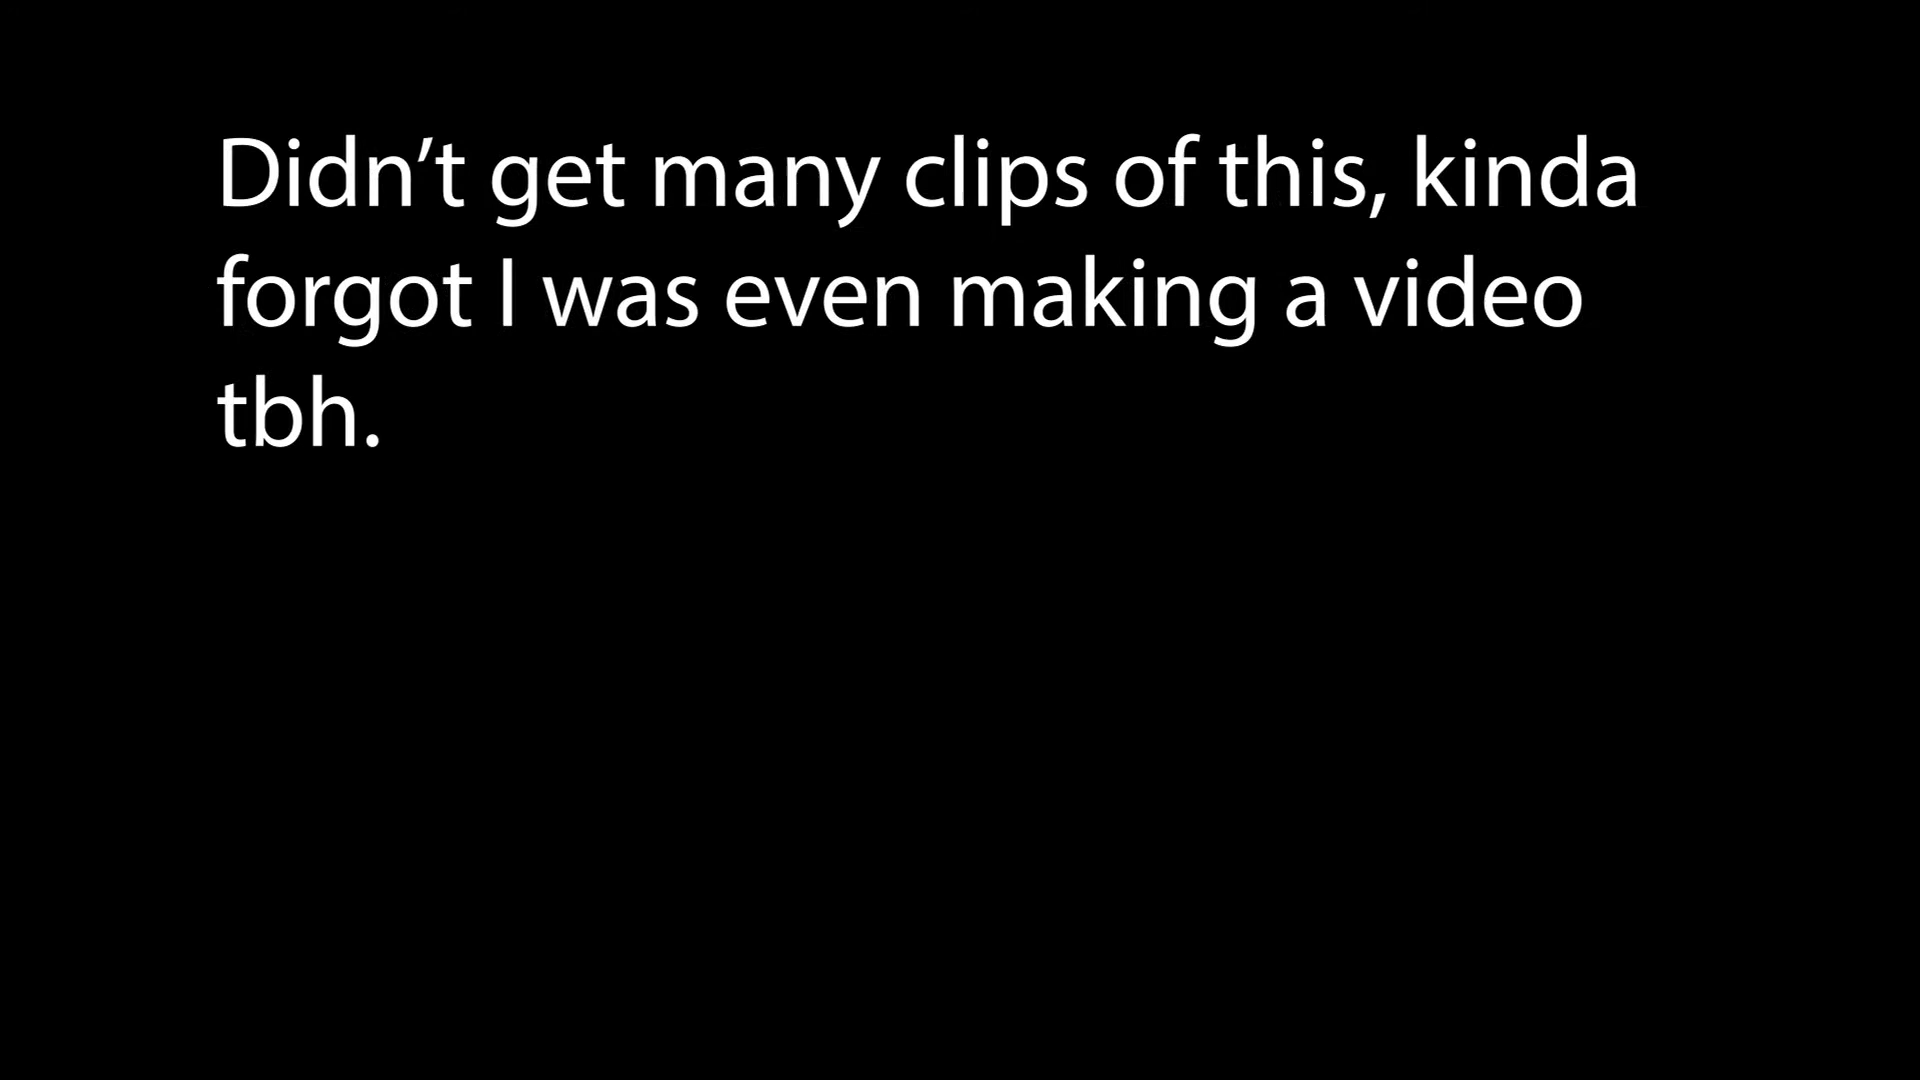 Didn’t get many clips of this, kinda
forgot I was even making a video
tbh.